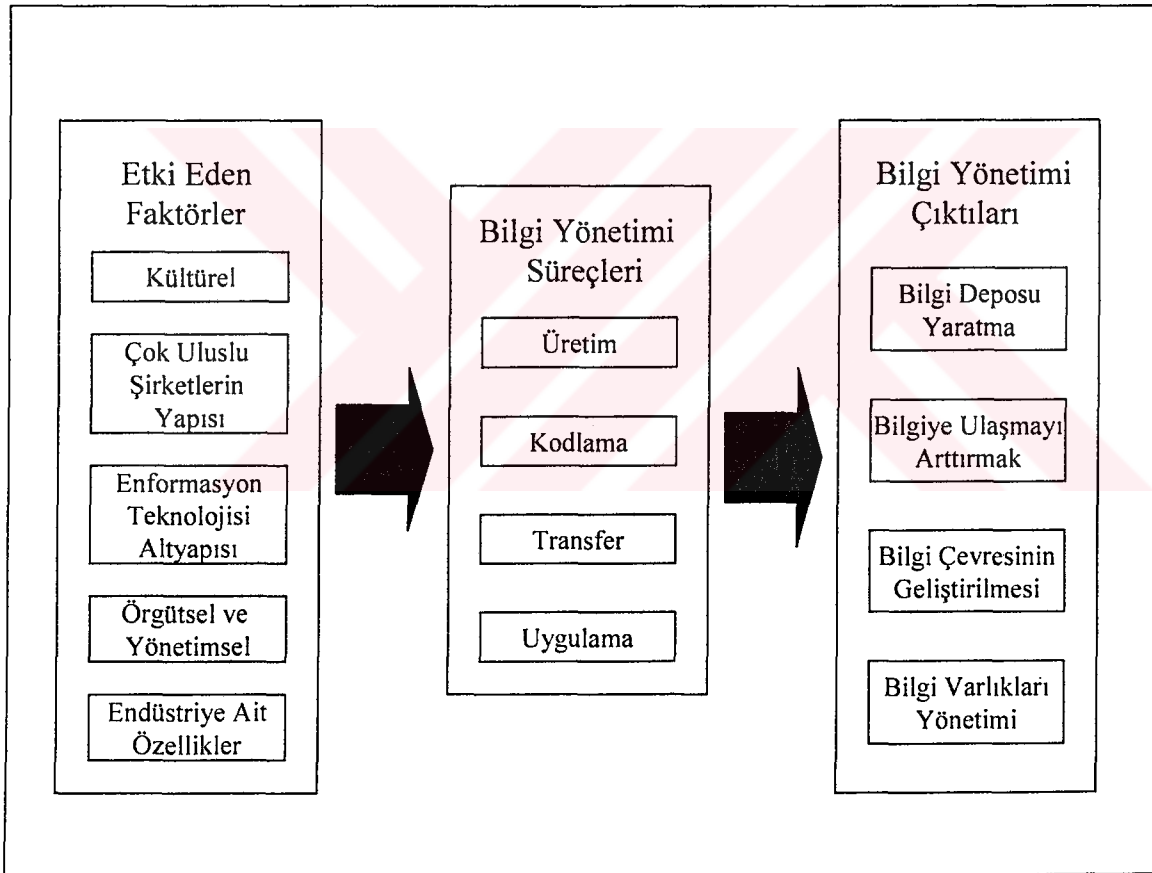 Etki Eden
Faktörler
Kültürel
Çok Uluslu
Şirketlerin
Yapısı
Enformasyon
Teknolojisi
Altyapısı
Örgütsel ve
Yönetimsel
Endüstriye Ait
Özellikler
Bilgi Yönetimi
Süreçleri
Üretim
Kodlama
Transfer
Uygulama
Bilgi Yönetimi
Çıktıları
Bilgi Deposu
Yaratma
Bilgiye Ulaşmayı
Arttırmak
Bilgi Çevresinin
Geliştirilmesi
Bilgi Varlıkları
Yönetimi